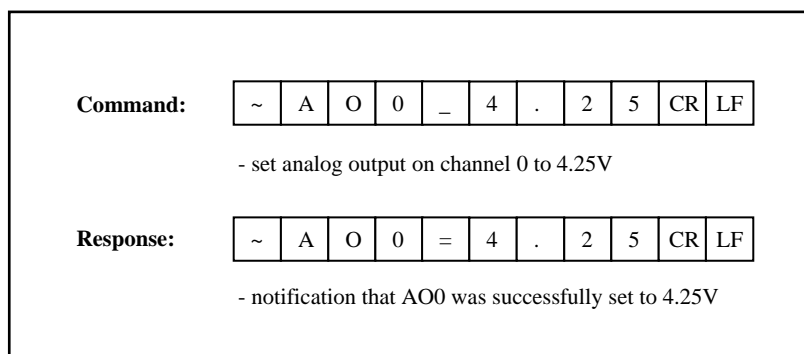 Command: ~ A O 0 _ 4 . 2 5 CR LF
- set analog output on channel 0 to 4.25V
Response: ~ A O 0 = 4 . 2 5 CR LF
- notification that AO0 was successfully set to 4.25V